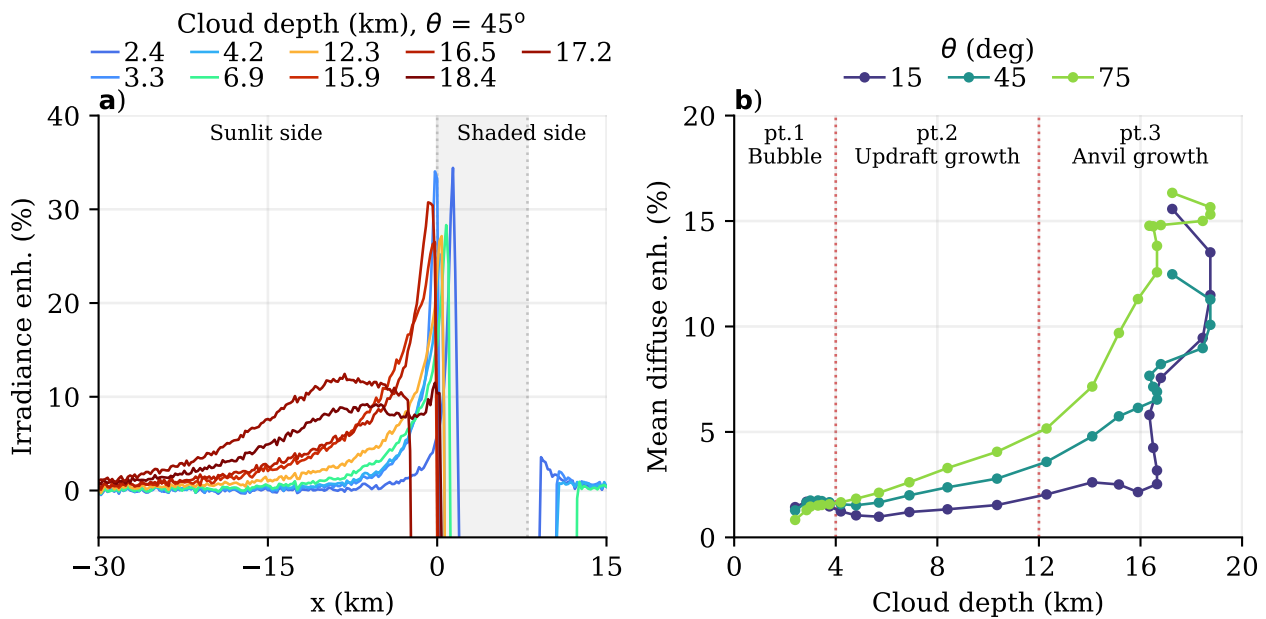 Cloud depth (km), θ = 45°
2.4 4.2 12.3 16.5 17.2
3.3 6.9 15.9 18.4
a)
Sunlit side Shaded side
40
30
20
10
0
Irradiance enh. (%)
−30 −15 0 15
x (km)
θ (deg)
15 45 75
b)
pt.1 pt.2 pt.3
Bubble Updraft growth Anvil growth
20
15
10
5
0
Mean diffuse enh. (%)
0 4 8 12 16 20
Cloud depth (km)